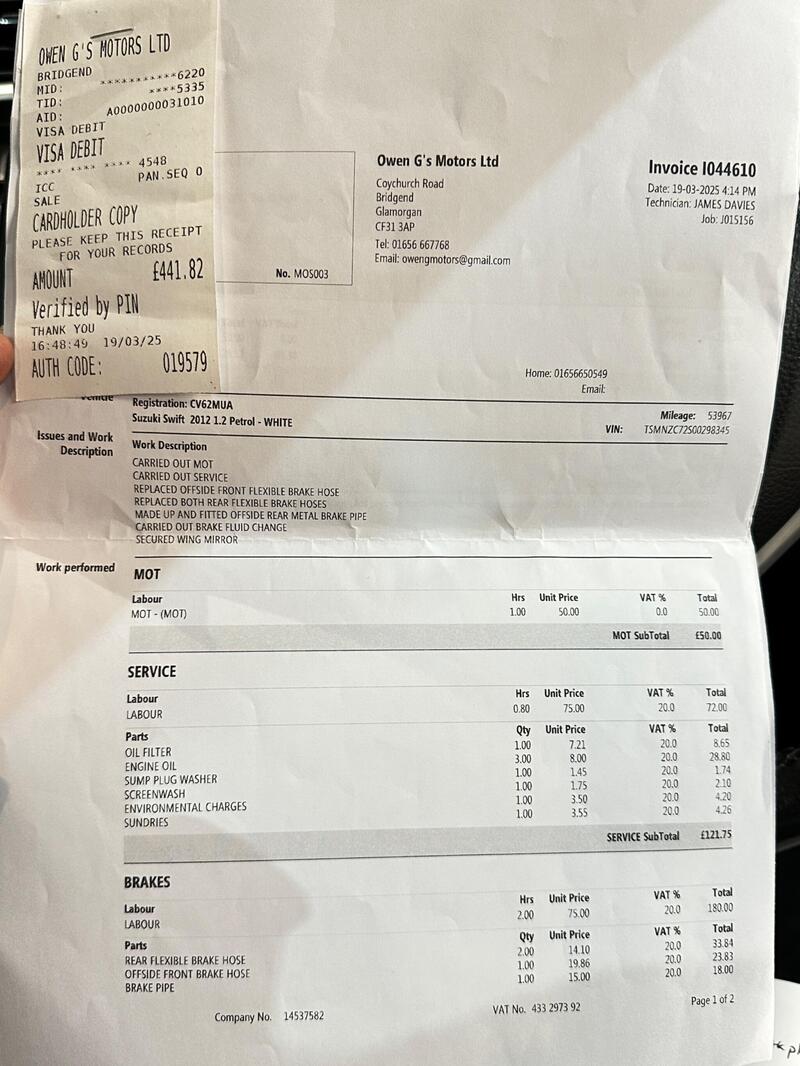 OWEN G'S MOTORS LTD
BRIDGEND
MID: ***********6220
TID: ****5335
AID: A0000000031010
VISA DEBIT
VISA DEBIT
**** **** **** 4548
ICC PAN.SEQ 0
SALE
CARDHOLDER COPY
PLEASE KEEP THIS RECEIPT
FOR YOUR RECORDS
AMOUNT £441.82
Verified by PIN
THANK YOU
16:48:49 19/03/25
AUTH CODE: 019579
No. MOS003
Owen G's Motors Ltd
Coychurch Road
Bridgend
Glamorgan
CF31 3AP
Tel: 01656 667768
Email: owengmotors@gmail.com
Invoice I044610
Date: 19-03-2025 4:14 PM
Technician: JAMES DAVIES
Job: J015156
Home: 01656650549
Email:
Registration: CV62MUA
Suzuki Swift 2012 1.2 Petrol - WHITE
Mileage: 53967
VIN: TSMNZC72S00298345
Issues and Work
Description
Work Description
CARRIED OUT MOT
CARRIED OUT SERVICE
REPLACED OFFSIDE FRONT FLEXIBLE BRAKE HOSE
REPLACED BOTH REAR FLEXIBLE BRAKE HOSES
MADE UP AND FITTED OFFSIDE REAR METAL BRAKE PIPE
CARRIED OUT BRAKE FLUID CHANGE
SECURED WING MIRROR
Work performed
MOT
Labour Hrs Unit Price VAT % Total
MOT - (MOT) 1.00 50.00 0.0 50.00
MOT SubTotal £50.00
SERVICE
Labour Hrs Unit Price VAT % Total
LABOUR 0.80 75.00 20.0 72.00
Parts Qty Unit Price VAT % Total
OIL FILTER 1.00 7.21 20.0 8.65
ENGINE OIL 3.00 8.00 20.0 28.80
SUMP PLUG WASHER 1.00 1.45 20.0 1.74
SCREENWASH 1.00 1.75 20.0 2.10
ENVIRONMENTAL CHARGES 1.00 3.50 20.0 4.20
SUNDRIES 1.00 3.55 20.0 4.26
SERVICE SubTotal £121.75
BRAKES
Labour Hrs Unit Price VAT % Total
LABOUR 2.00 75.00 20.0 180.00
Parts Qty Unit Price VAT % Total
REAR FLEXIBLE BRAKE HOSE 2.00 14.10 20.0 33.84
OFFSIDE FRONT BRAKE HOSE 1.00 19.86 20.0 23.83
BRAKE PIPE 1.00 15.00 20.0 18.00
Company No. 14537582
VAT No. 433 2973 92
Page 1 of 2